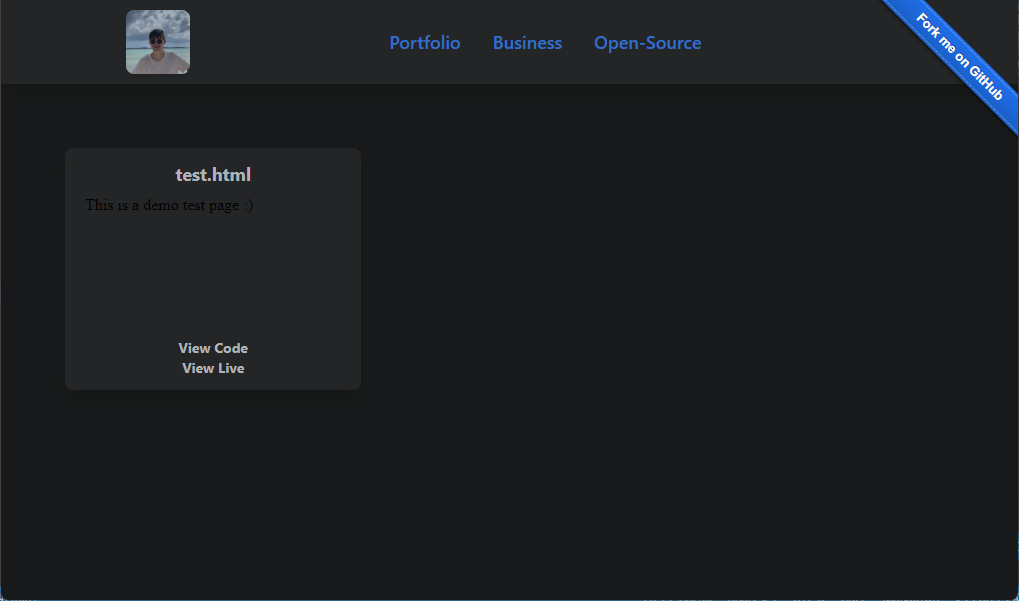 Portfolio Business Open-Source
Fork me on GitHub
test.html
This is a demo test page :)
View Code
View Live